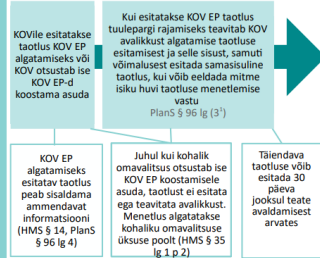 KOVile esitatakse
taotlus KOV EP
algatamiseks või
KOV otsustab ise
KOV EP-d
koostama asuda
Kui esitatakse KOV EP taotlus
tuulepargi rajamiseks teavitab KOV
avalikkust algatamise taotluse
esitamisest ja selle sisust, samuti
võimalusest esitada samasisuline
taotlus, kui võib eeldada mitme
isiku huvi taotluse menetlemise
vastu
PlanS § 96 lg (3¹)
KOV EP
algatamiseks
esitatav taotlus
peab sisaldama
ammendavat
informatsiooni
(HMS § 14, PlanS
§ 96 lg 4)
Juhul kui kohalik
omavalitsus otsustab ise
KOV EP koostamisele
asuda, taotlust ei esitata
ega teavitata avalikkust.
Menetlus algatatakse
kohaliku omavalitsuse
üksuse poolt (HMS § 35
lg 1 p 2)
Täiendava
taotluse võib
esitada 30
päeva
jooksul teate
avaldamisest
arvates